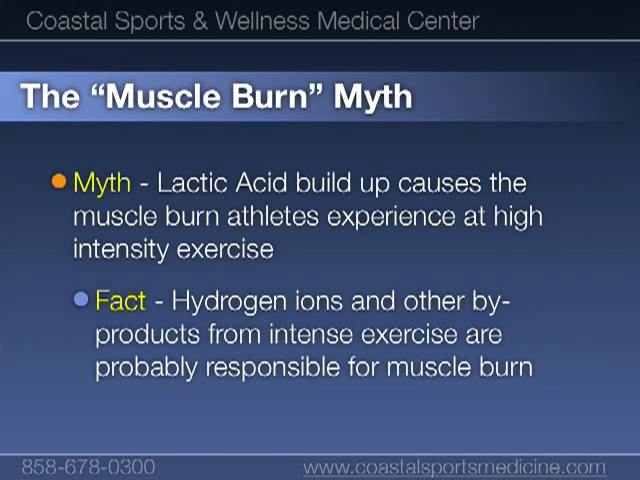 Coastal Sports & Wellness Medical Center
The “Muscle Burn” Myth
Myth - Lactic Acid build up causes the
muscle burn athletes experience at high
intensity exercise
Fact - Hydrogen ions and other by-
products from intense exercise are
probably responsible for muscle burn
858-678-0300
www.coastalsportsmedicine.com